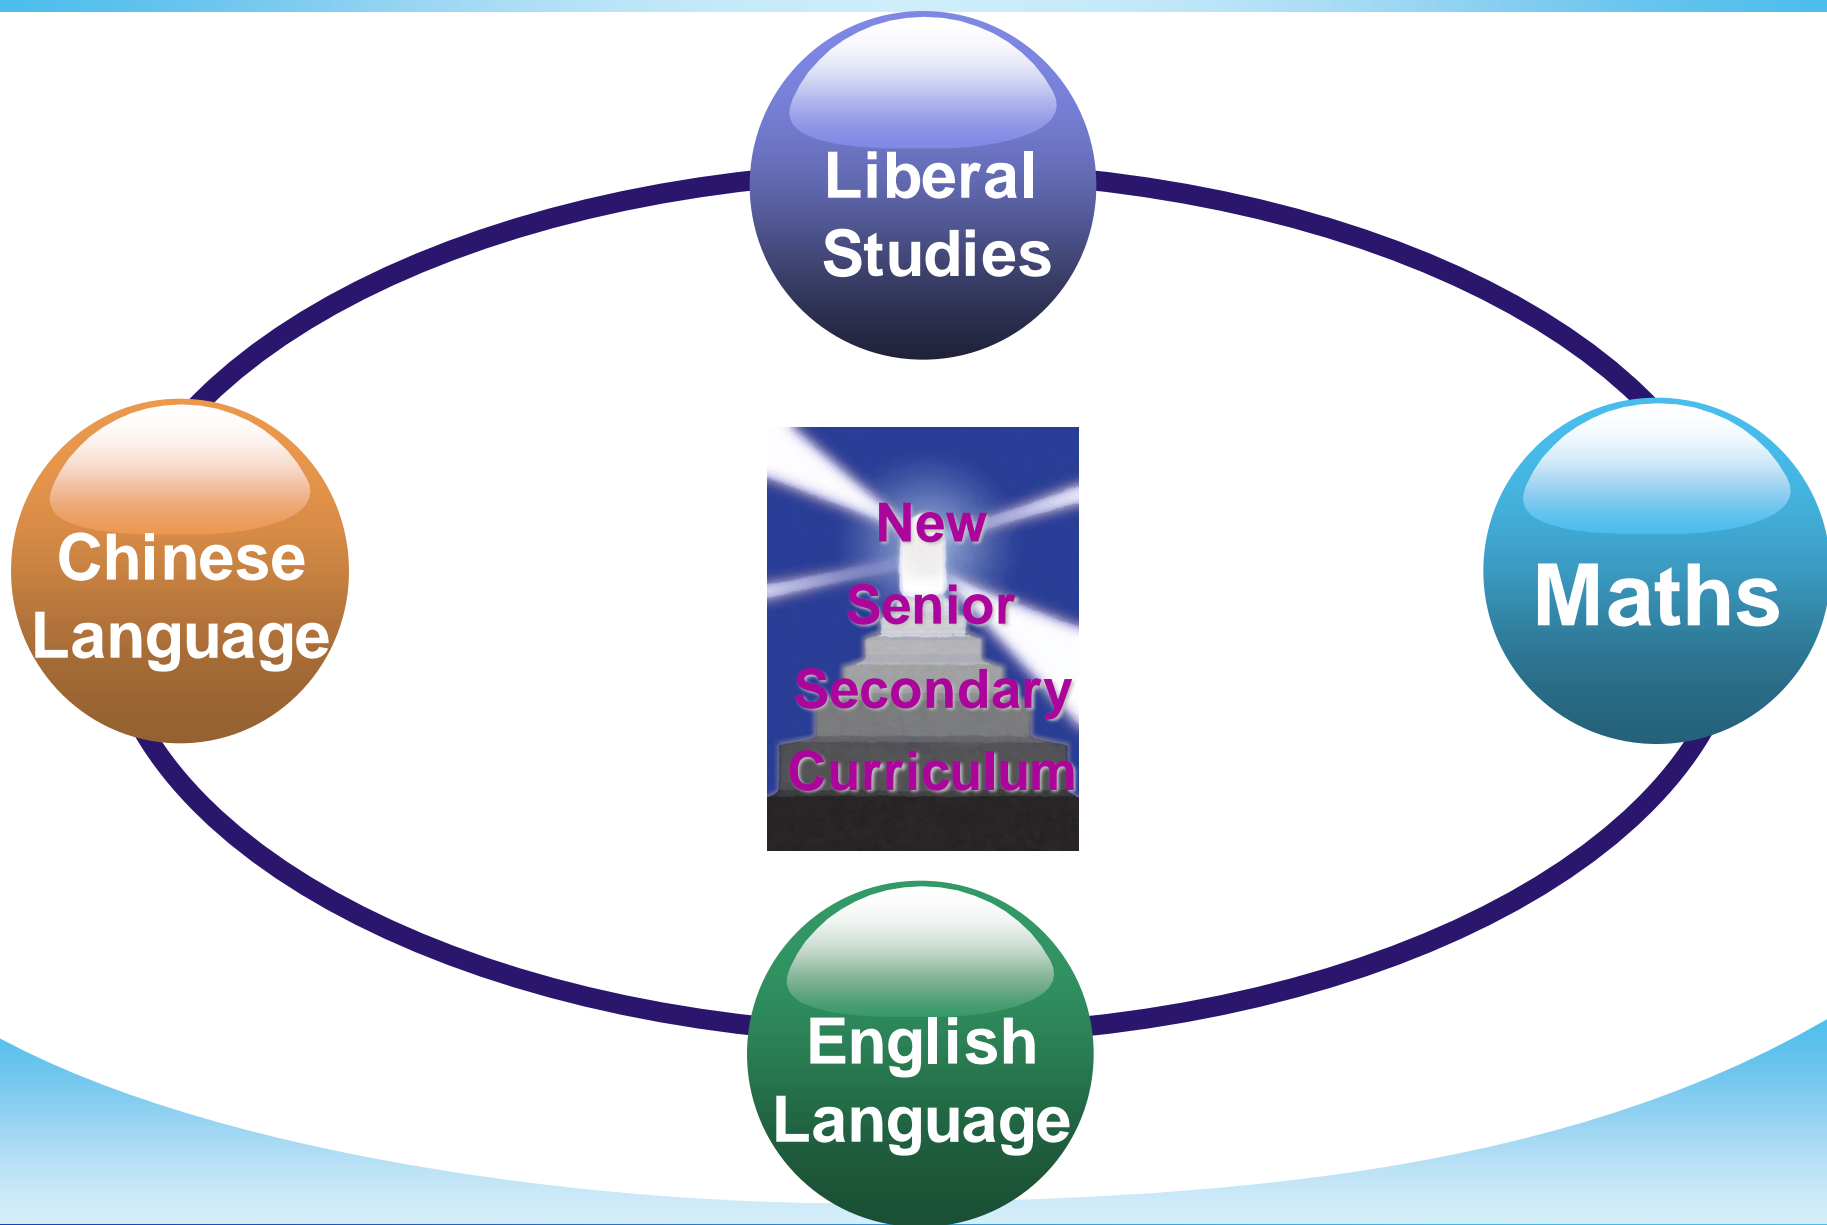 Liberal
Studies
Chinese
Language
Maths
New
Senior
Secondary
Curriculum
English
Language